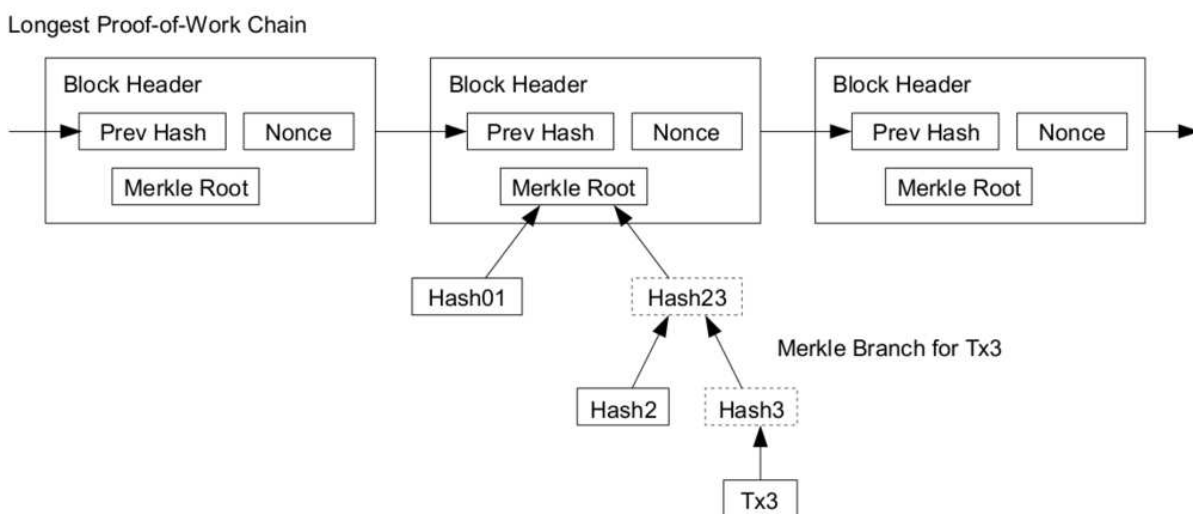 Longest Proof-of-Work Chain
Block Header
Block Header
Block Header
Prev Hash
Nonce
Prev Hash
Nonce
Prev Hash
Nonce
Merkle Root
Merkle Root
Merkle Root
Hash01
Hash23
Merkle Branch for Tx3
Hash2
Hash3
Tx3